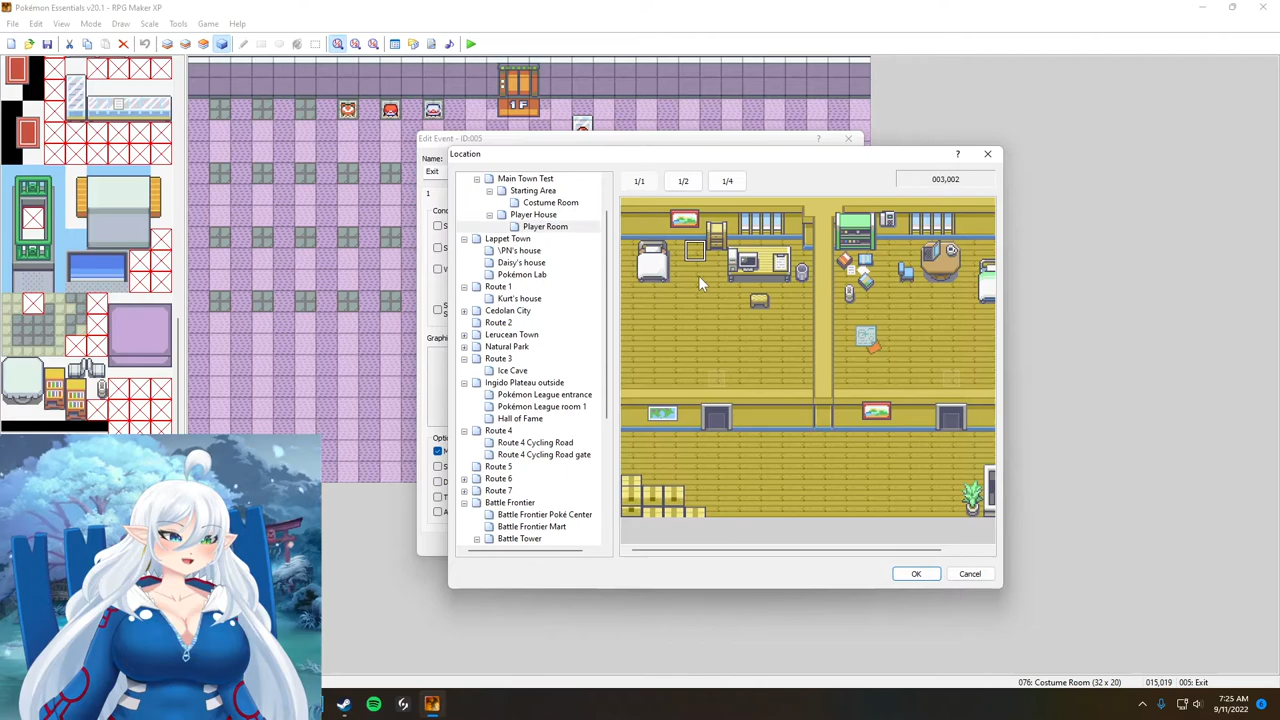 Pokémon Essentials v20.1 - RPG Maker XP
File Edit View Mode Draw Scale Tools Game Help
1F
Edit Event - ID:005
Name:
Exit
1
Location
1/1 1/2 1/4
003,002
Main Town Test
Starting Area
Costume Room
Player House
Player Room
Lappet Town
\PN's house
Daisy's house
Pokémon Lab
Route 1
Kurt's house
Cedolan City
Route 2
Lerucean Town
Natural Park
Route 3
Ice Cave
Ingido Plateau outside
Pokémon League entrance
Pokémon League room 1
Hall of Fame
Route 4
Route 4 Cycling Road
Route 4 Cycling Road gate
Route 5
Route 6
Route 7
Battle Frontier
Battle Frontier Poké Center
Battle Frontier Mart
Battle Tower
OK Cancel
076: Costume Room (32 x 20) 015,019 005: Exit
7:25 AM
9/11/2022